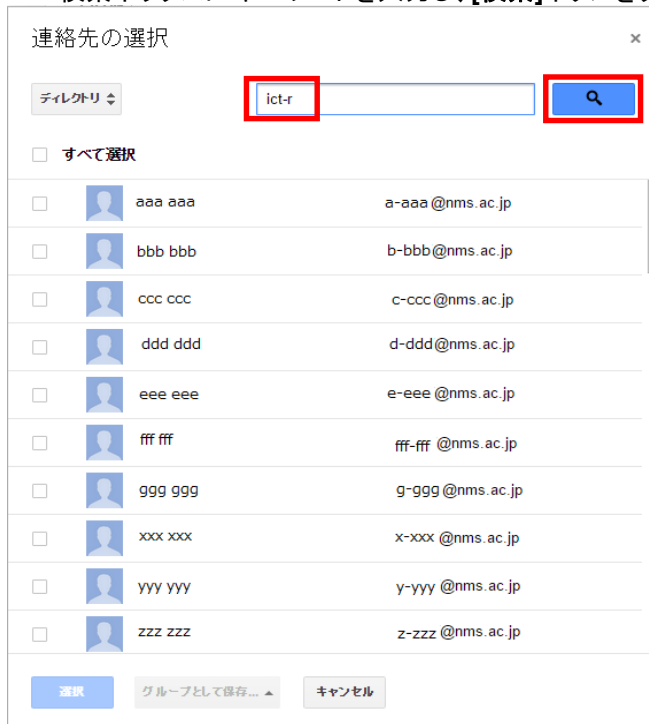 連絡先の選択 ×
ディレクトリ ict-r
すべて選択
aaa aaa a-aaa@nms.ac.jp
bbb bbb b-bbb@nms.ac.jp
ccc ccc c-ccc@nms.ac.jp
ddd ddd d-ddd@nms.ac.jp
eee eee e-eee@nms.ac.jp
fff fff fff-fff @nms.ac.jp
ggg ggg g-ggg@nms.ac.jp
xxx xxx x-xxx @nms.ac.jp
yyy yyy y-yyy @nms.ac.jp
zzz zzz z-zzz @nms.ac.jp
選択 グループとして保存... キャンセル